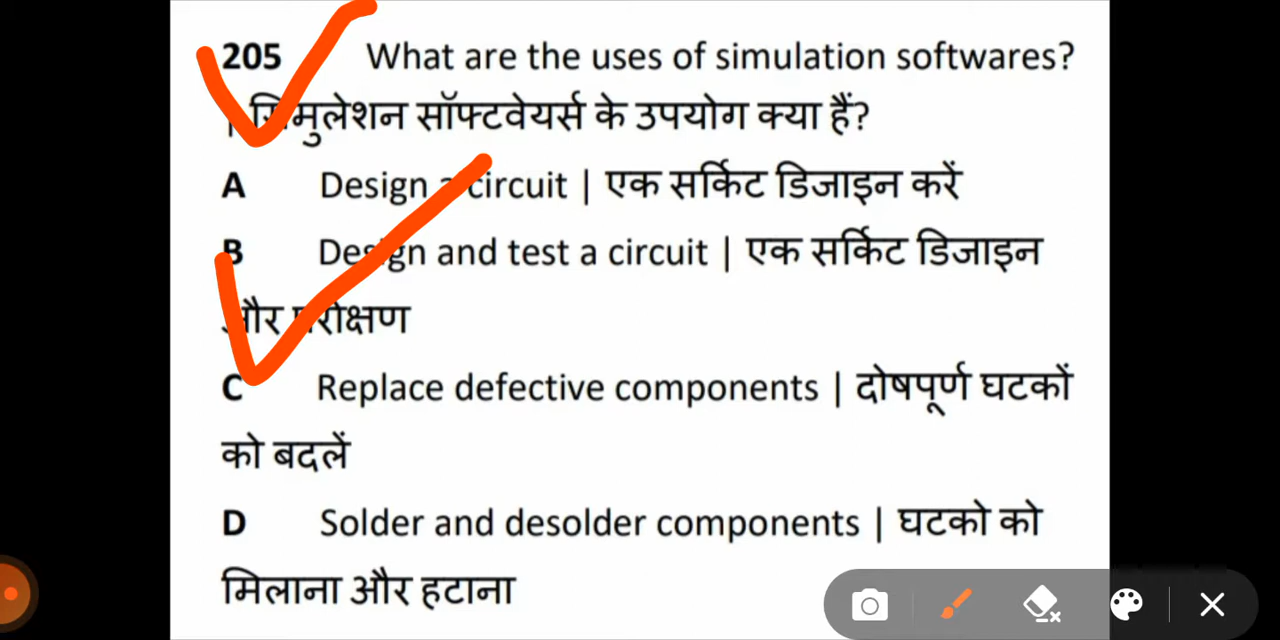 205 What are the uses of simulation softwares?
| सिमुलेशन सॉफ्टवेयर्स के उपयोग क्या हैं?
A Design a circuit | एक सर्किट डिजाइन करें
B Design and test a circuit | एक सर्किट डिजाइन
और परीक्षण
C Replace defective components | दोषपूर्ण घटकों
को बदलें
D Solder and desolder components | घटको को
मिलाना और हटाना